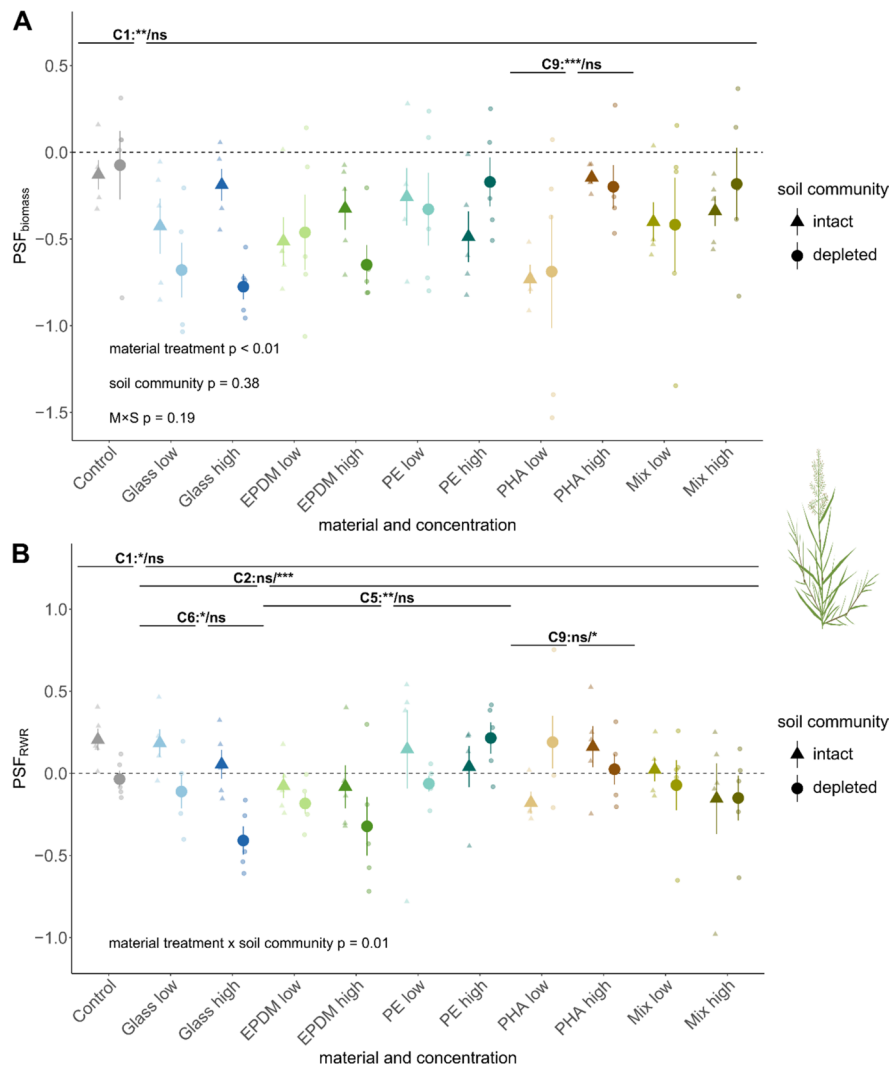 A
C1:**/ns
C9:***/ns
0.5
0.0
−0.5
−1.0
−1.5
PSFbiomass
material treatment p < 0.01
soil community p = 0.38
M×S p = 0.19
Control
Glass low
Glass high
EPDM low
EPDM high
PE low
PE high
PHA low
PHA high
Mix low
Mix high
material and concentration
soil community
intact
depleted
B
C1:*/ns
C2:ns/***
C5:**/ns
C6:*/ns
C9:ns/*
1.0
0.5
0.0
−0.5
−1.0
PSFRWR
material treatment x soil community p = 0.01
Control
Glass low
Glass high
EPDM low
EPDM high
PE low
PE high
PHA low
PHA high
Mix low
Mix high
material and concentration
soil community
intact
depleted